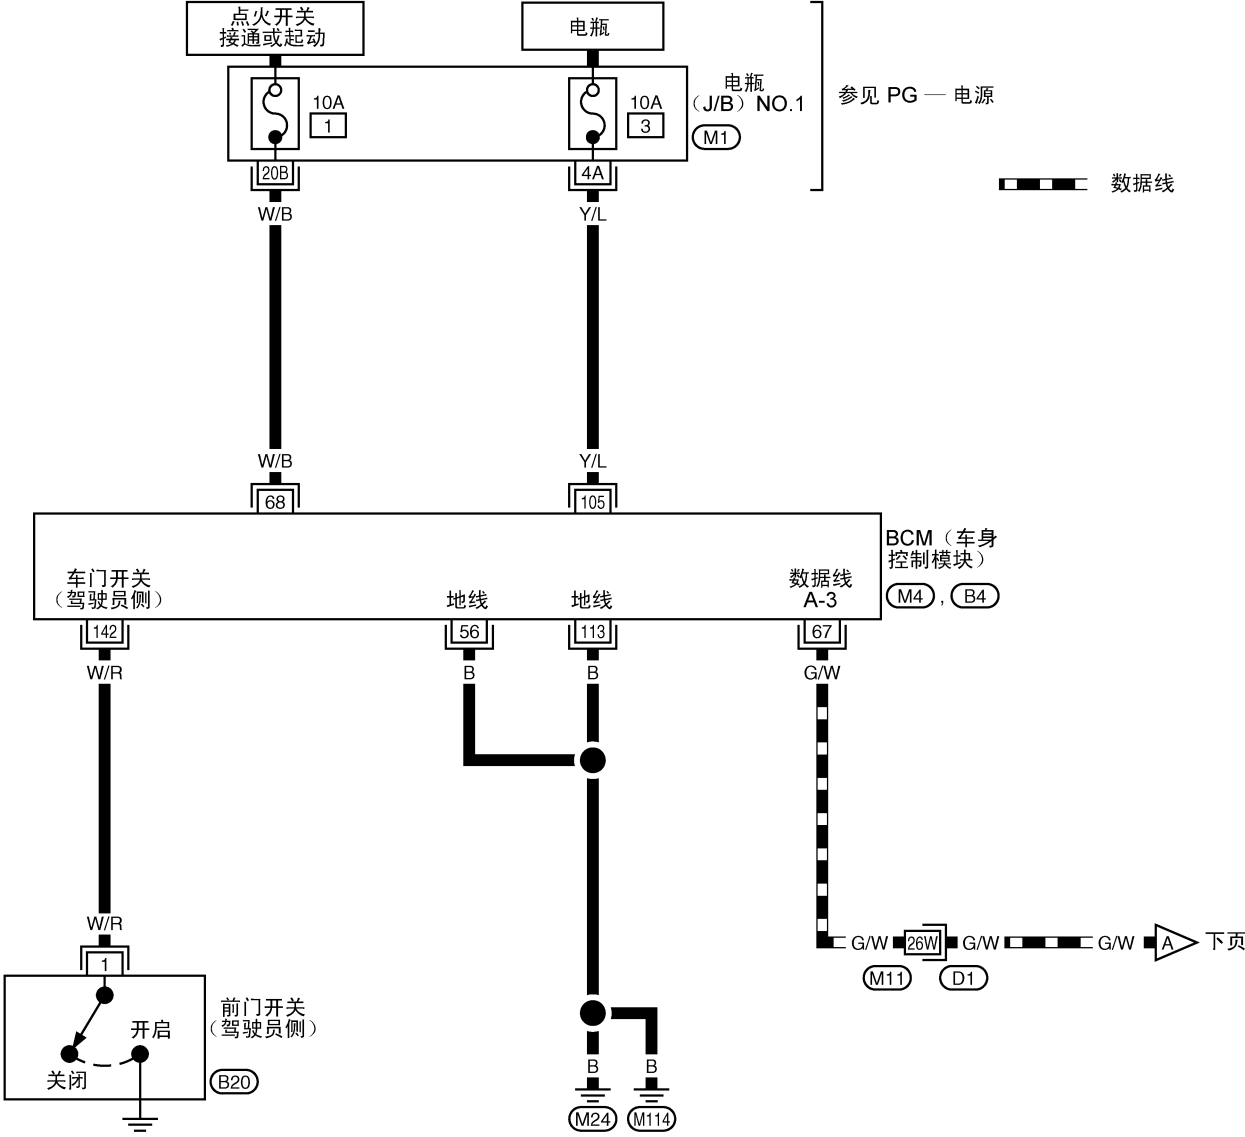 点火开关
接通或起动
电瓶
10A
1
10A
3
电瓶
（J/B）NO.1
M1
参见 PG — 电源
数据线
20B
4A
W/B
Y/L
W/B
Y/L
68
105
BCM（车身
控制模块）
M4 , B4
车门开关
（驾驶员侧）
地线
地线
数据线
A-3
142
56
113
67
W/R
B
B
G/W
W/R
1
G/W
26W
G/W
G/W
A
下页
M11
D1
前门开关
（驾驶员侧）
开启
关闭
B20
B
B
M24
M114